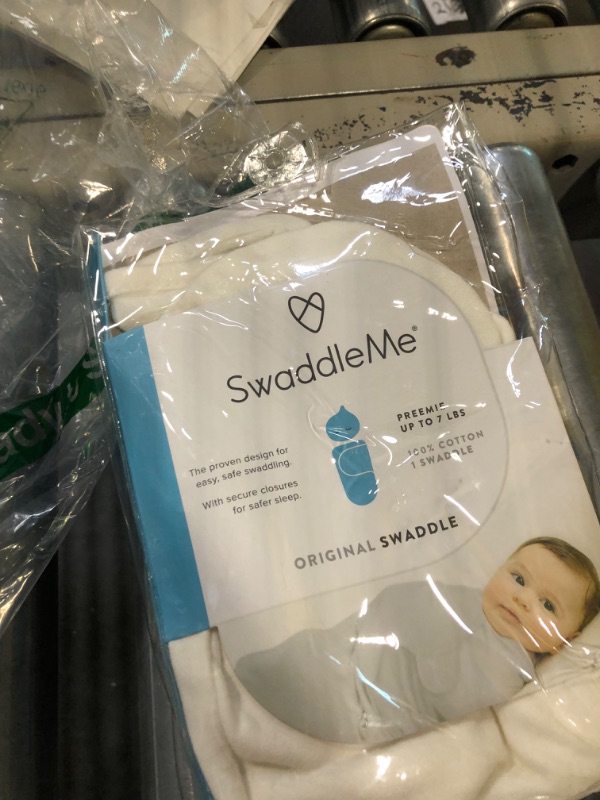 SwaddleMe®
PREEMIE
UP TO 7 LBS
100% COTTON
1 SWADDLE
The proven design for
easy, safe swaddling.
With secure closures
for safer sleep.
ORIGINAL SWADDLE